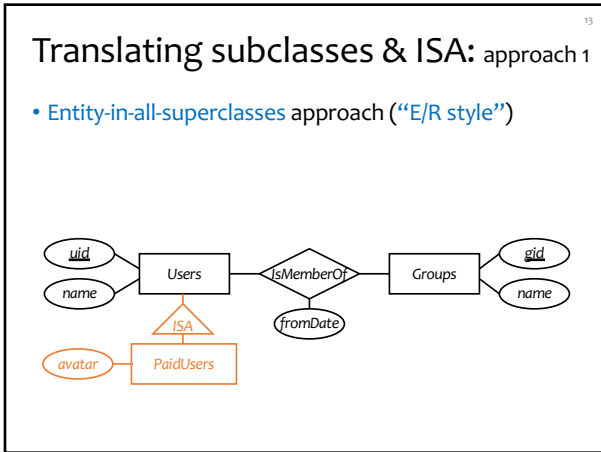 13
Translating subclasses & ISA: approach 1
• Entity-in-all-superclasses approach (“E/R style”)
uid
gid
Users
IsMemberOf
Groups
name
name
ISA
fromDate
avatar
PaidUsers